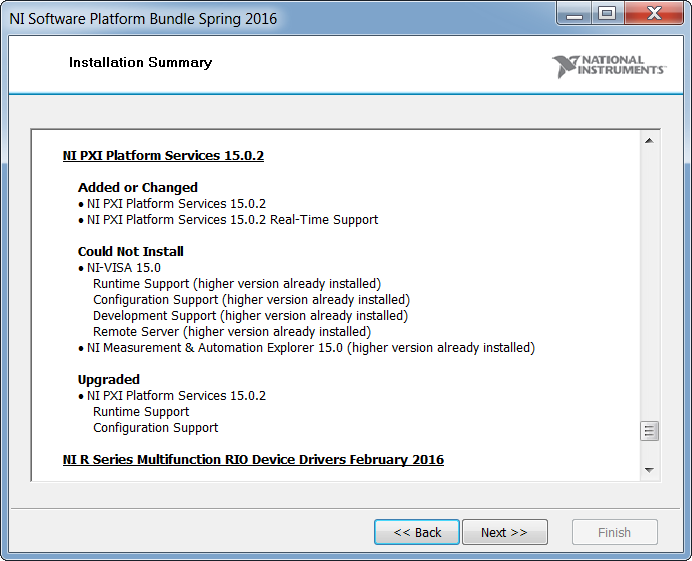 NI Software Platform Bundle Spring 2016
Installation Summary
NATIONAL
INSTRUMENTS™
NI PXI Platform Services 15.0.2
Added or Changed
• NI PXI Platform Services 15.0.2
• NI PXI Platform Services 15.0.2 Real-Time Support
Could Not Install
• NI-VISA 15.0
Runtime Support (higher version already installed)
Configuration Support (higher version already installed)
Development Support (higher version already installed)
Remote Server (higher version already installed)
• NI Measurement & Automation Explorer 15.0 (higher version already installed)
Upgraded
• NI PXI Platform Services 15.0.2
Runtime Support
Configuration Support
NI R Series Multifunction RIO Device Drivers February 2016
<< Back
Next >>
Finish